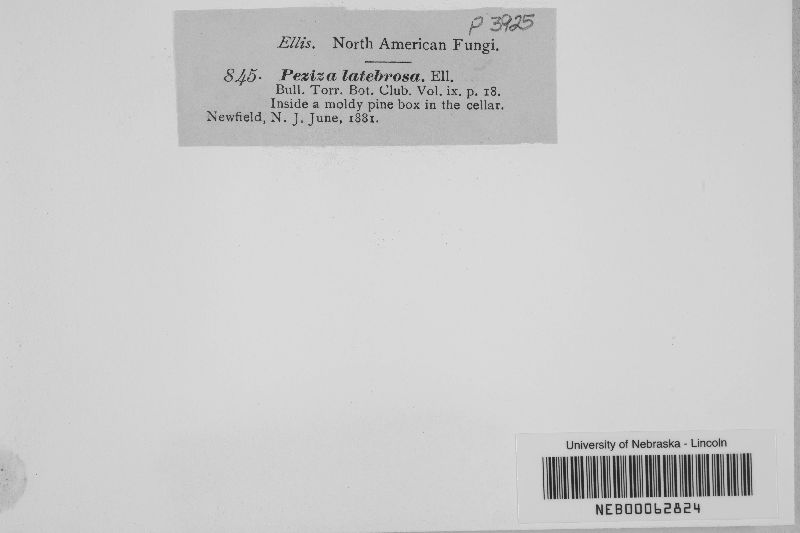 P 3925
Ellis. North American Fungi.
845. Peziza latebrosa. Ell.
Bull. Torr. Bot. Club. Vol. ix. p. 18.
Inside a moldy pine box in the cellar.
Newfield, N. J. June, 1881.
University of Nebraska - Lincoln
NEB00062824